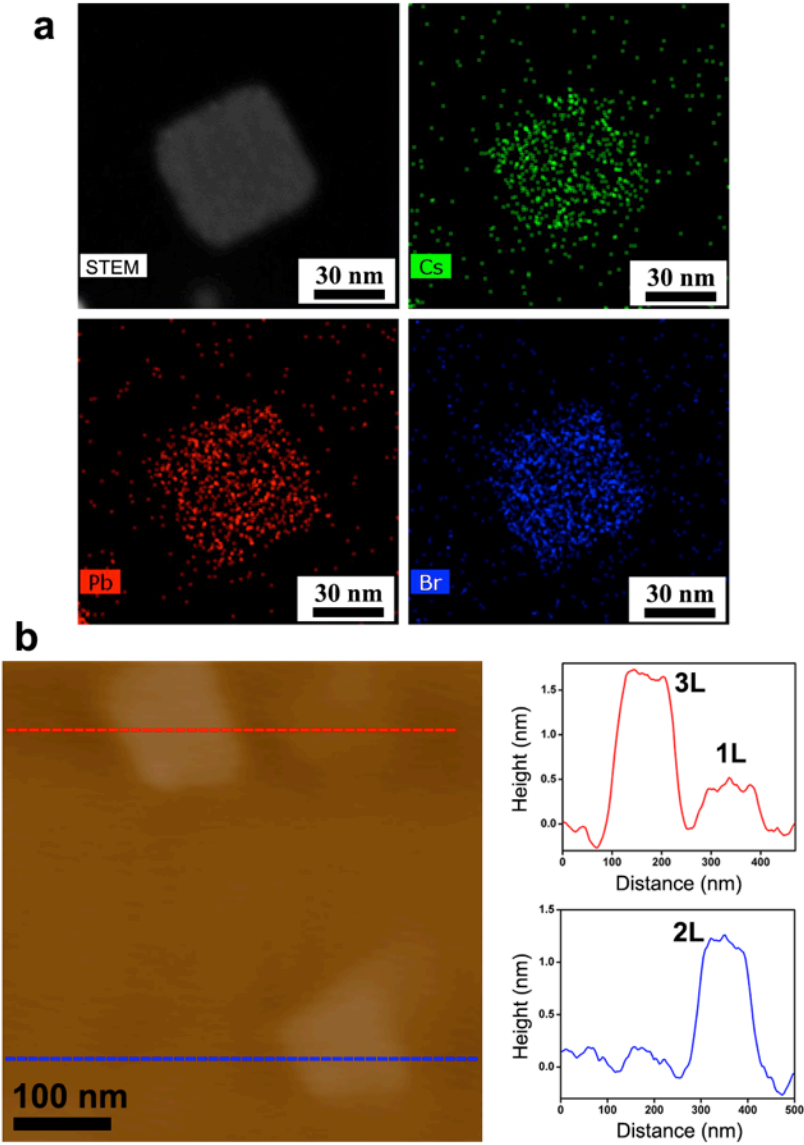 a
STEM
30 nm
Cs
30 nm
Pb
30 nm
Br
30 nm
b
100 nm
Height (nm)
1.5
1.0
0.5
0.0
3L
1L
0 100 200 300 400
Distance (nm)
Height (nm)
1.5
1.0
0.5
0.0
2L
0 100 200 300 400 500
Distance (nm)